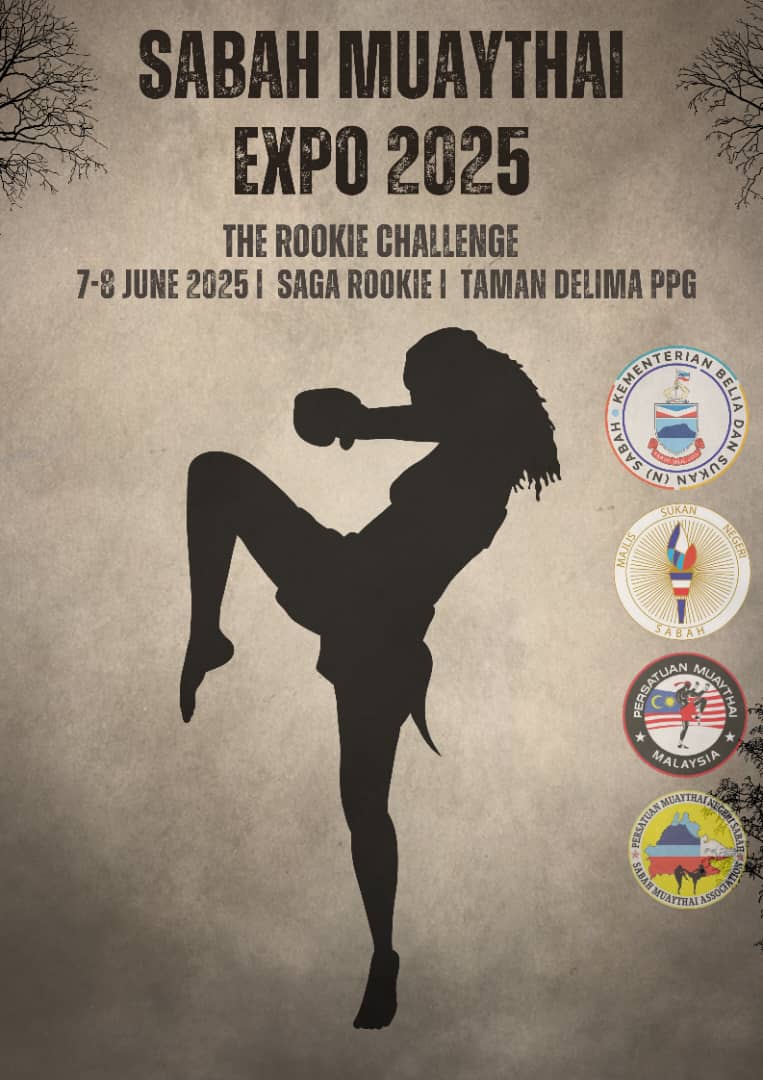 SABAH MUAYTHAI
EXPO 2025
THE ROOKIE CHALLENGE
7-8 JUNE 2025 | SAGA ROOKIE | TAMAN DELIMA PPG
KEMENTERIAN BELIA DAN SUKAN (N) SABAH
MAJLIS SUKAN NEGERI
SABAH
PERSATUAN MUAYTHAI
MALAYSIA
PERSATUAN MUAYTHAI NEGERI SABAH
SABAH MUAYTHAI ASSOCIATION